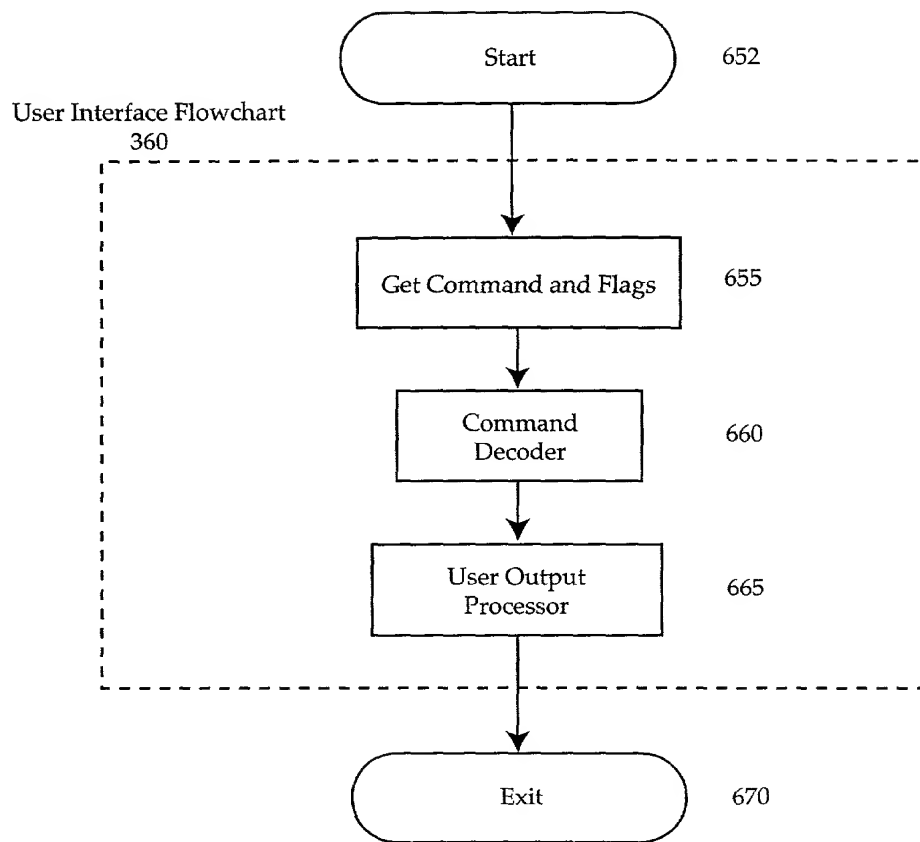 Start
652
User Interface Flowchart
360
Get Command and Flags
655
Command
Decoder
660
User Output
Processor
665
Exit
670